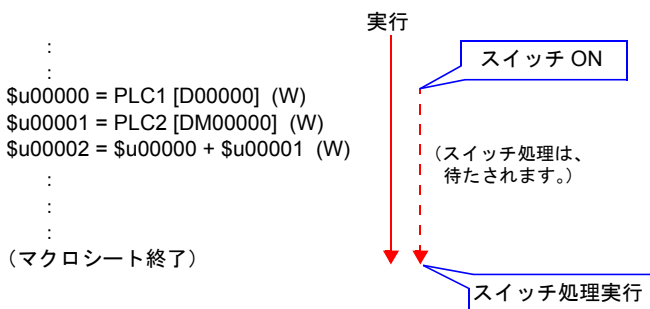 実行
スイッチ ON
:
:
$u00000 = PLC1 [D00000] (W)
$u00001 = PLC2 [DM00000] (W)
$u00002 = $u00000 + $u00001 (W)
(スイッチ処理は、
待たされます。)
:
:
:
(マクロシート終了)
スイッチ処理実行